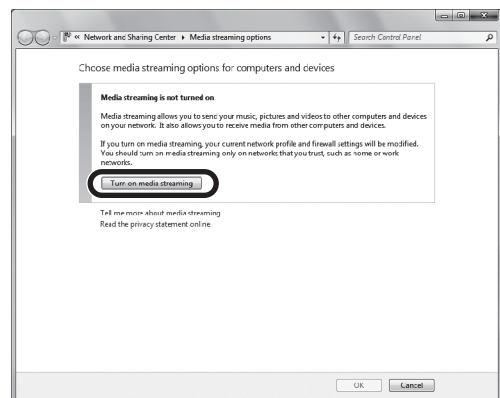 « Network and Sharing Center ▸ Media streaming options
Search Control Panel
Choose media streaming options for computers and devices
Media streaming is not turned on
Media streaming allows you to send your music, pictures and videos to other computers and devices
on your network. It also allows you to receive media from other computers and devices.
If you turn on media streaming, your current network profile and firewall settings will be modified.
You should turn on media streaming only on networks that you trust, such as home or work
networks.
Turn on media streaming
Tell me more about media streaming
Read the privacy statement online
OK
Cancel